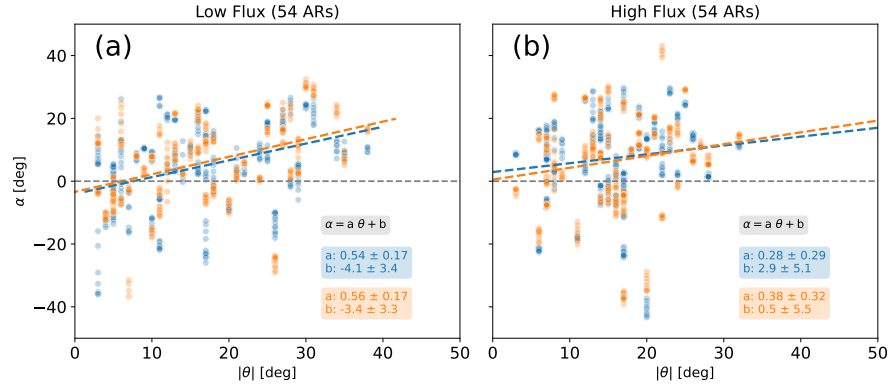 Low Flux (54 ARs)
High Flux (54 ARs)
(a)
(b)
40
20
0
−20
−40
α [deg]
α = a θ + b
a: 0.54 ± 0.17
b: -4.1 ± 3.4
a: 0.56 ± 0.17
b: -3.4 ± 3.3
α = a θ + b
a: 0.28 ± 0.29
b: 2.9 ± 5.1
a: 0.38 ± 0.32
b: 0.5 ± 5.5
0 10 20 30 40 50
0 10 20 30 40 50
|θ| [deg]
|θ| [deg]